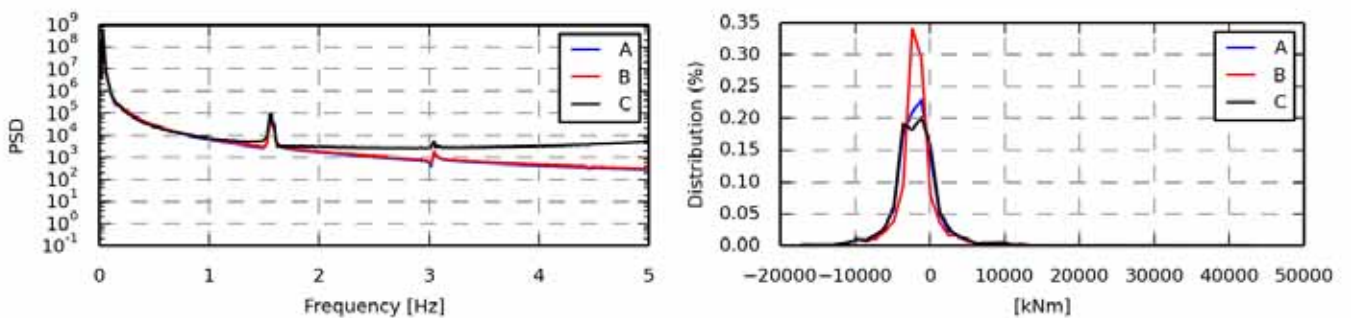 10^9
10^8
10^7
10^6
10^5
10^4
10^3
10^2
10^1
10^0
10^-1
PSD
0 1 2 3 4 5
Frequency [Hz]
A
B
C
0.35
0.30
0.25
0.20
0.15
0.10
0.05
0.00
Distribution (%)
−20000 −10000 0 10000 20000 30000 40000 50000
[kNm]
A
B
C